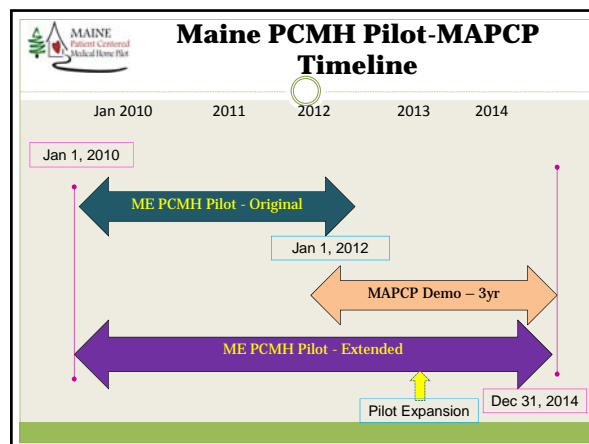 MAINE
Patient Centered
Medical Home Pilot
Maine PCMH Pilot-MAPCP
Timeline
Jan 2010 2011 2012 2013 2014
Jan 1, 2010
ME PCMH Pilot - Original
Jan 1, 2012
MAPCP Demo – 3yr
ME PCMH Pilot - Extended
Pilot Expansion
Dec 31, 2014